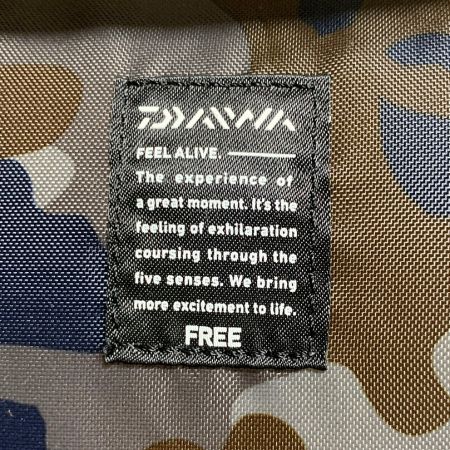 DAIWA
FEEL ALIVE.
The experience of
a great moment. It's the
feeling of exhilaration
coursing through the
five senses. We bring
more excitement to life.
FREE